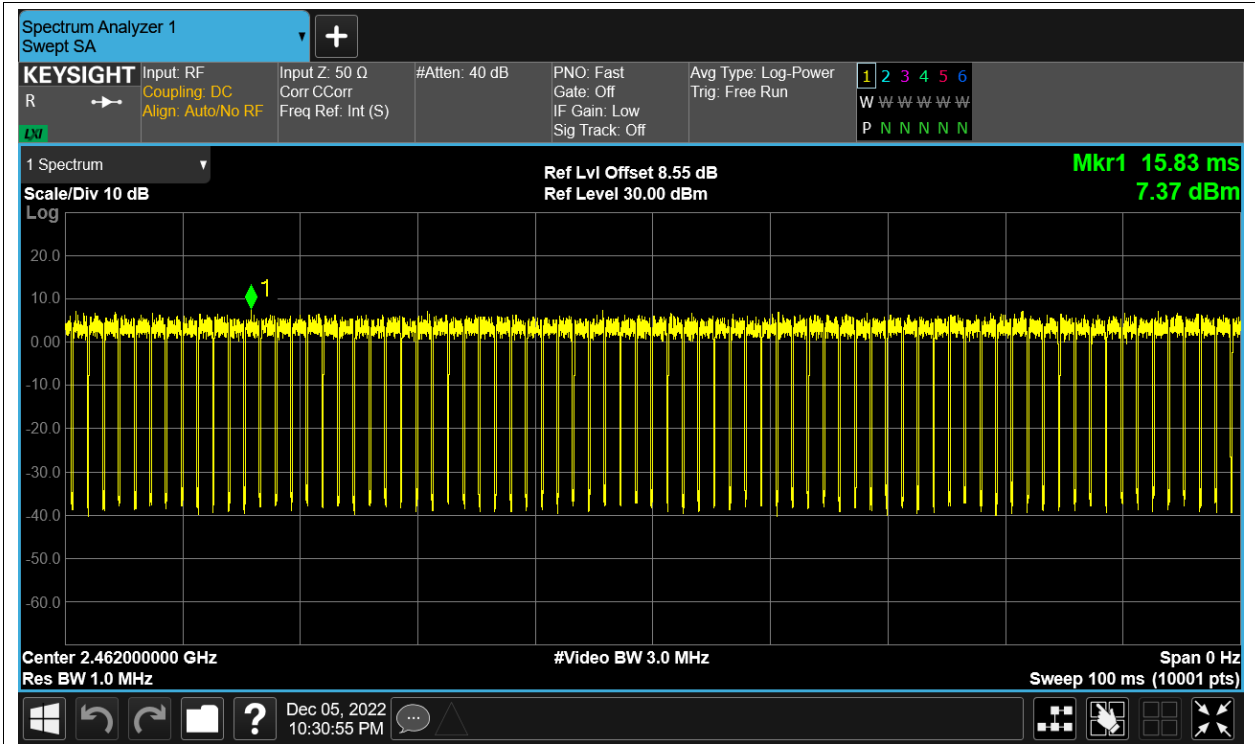 Spectrum Analyzer 1
Swept SA
KEYSIGHT
R
LXI
Input: RF
Coupling: DC
Align: Auto/No RF
Input Z: 50 Ω
Corr CCorr
Freq Ref: Int (S)
#Atten: 40 dB
PNO: Fast
Gate: Off
IF Gain: Low
Sig Track: Off
Avg Type: Log-Power
Trig: Free Run
1 2 3 4 5 6
W W W W W W
P N N N N N
1 Spectrum
Scale/Div 10 dB
Ref Lvl Offset 8.55 dB
Ref Level 30.00 dBm
Mkr1 15.83 ms
7.37 dBm
Log
20.0
10.0
0.00
-10.0
-20.0
-30.0
-40.0
-50.0
-60.0
1
Center 2.462000000 GHz
Res BW 1.0 MHz
#Video BW 3.0 MHz
Span 0 Hz
Sweep 100 ms (10001 pts)
?
Dec 05, 2022
10:30:55 PM